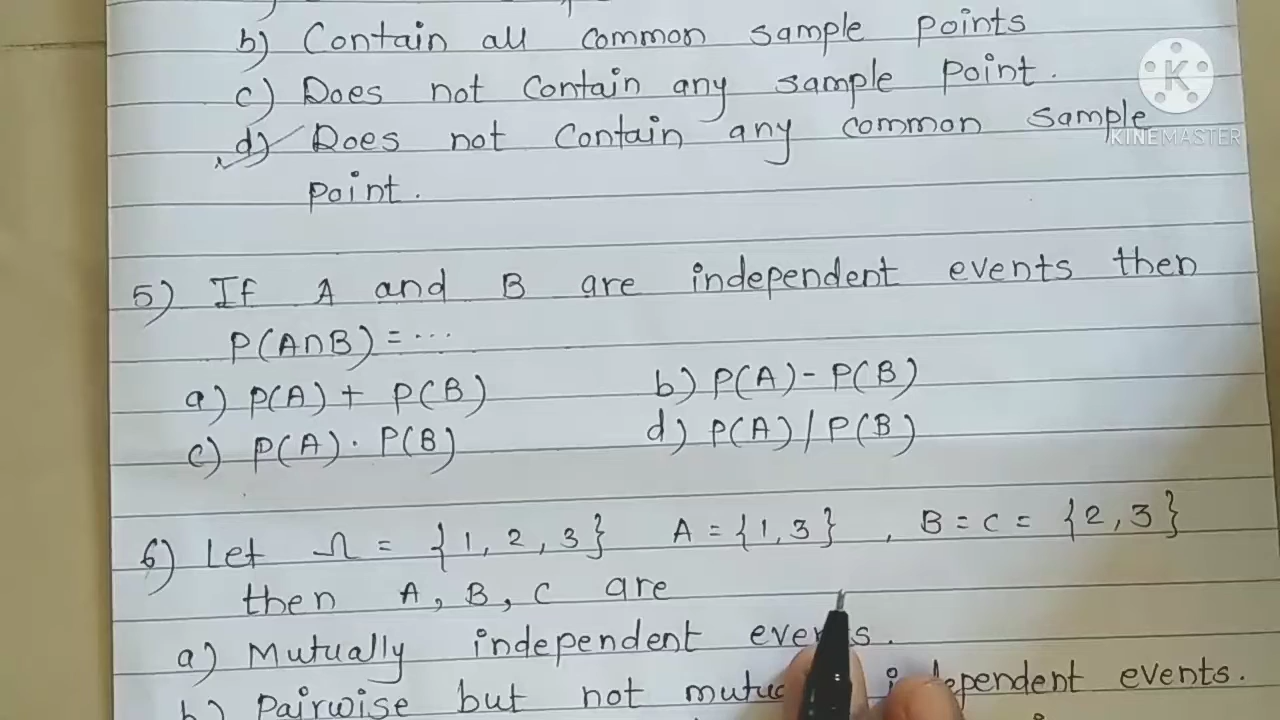 b) Contain all common sample points
c) Does not contain any sample point.
d) Does not contain any common sample
point.
K
KINEMASTER
5) If A and B are independent events then
P(A∩B) = ...
a) P(A) + P(B) b) P(A) - P(B)
c) P(A) . P(B) d) P(A) / P(B)
6) Let Ω = {1, 2, 3} A = {1, 3} , B = C = {2, 3}
then A, B, C are
a) Mutually independent events.
b) Pairwise but not independent events.